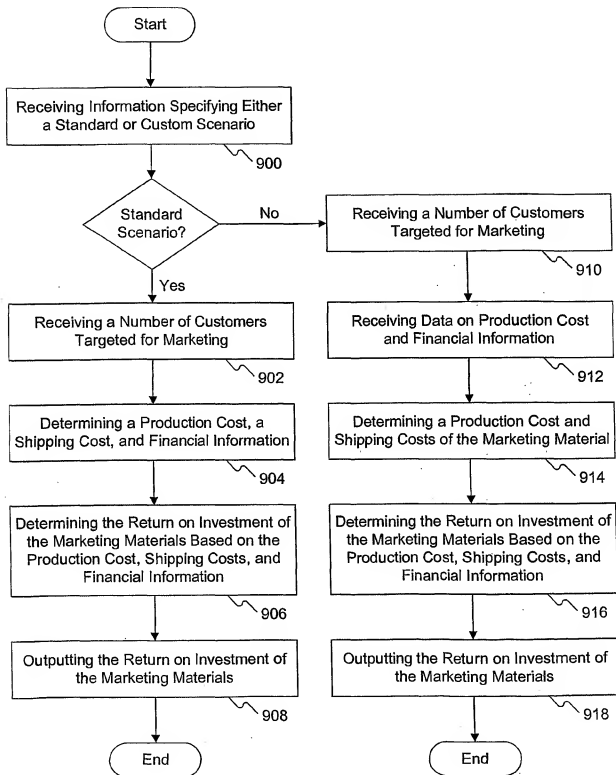 Start
Receiving Information Specifying Either
a Standard or Custom Scenario
900
Standard
Scenario?
No
Yes
Receiving a Number of Customers
Targeted for Marketing
902
Determining a Production Cost, a
Shipping Cost, and Financial Information
904
Determining the Return on Investment of
the Marketing Materials Based on the
Production Cost, Shipping Costs, and
Financial Information
906
Outputting the Return on Investment of
the Marketing Materials
908
End
Receiving a Number of Customers
Targeted for Marketing
910
Receiving Data on Production Cost
and Financial Information
912
Determining a Production Cost and
Shipping Costs of the Marketing Material
914
Determining the Return on Investment of
the Marketing Materials Based on the
Production Cost, Shipping Costs, and
Financial Information
916
Outputting the Return on Investment of
the Marketing Materials
918
End